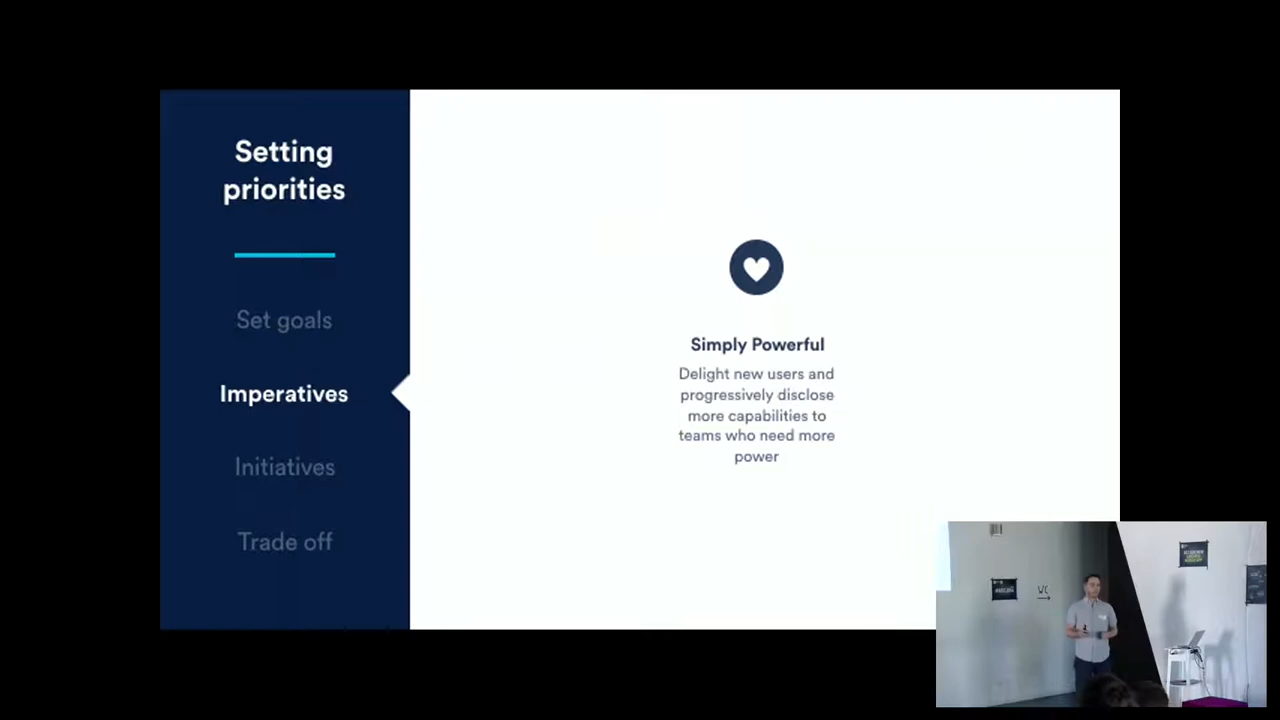 Setting
priorities
Set goals
Imperatives
Initiatives
Trade off
Simply Powerful
Delight new users and
progressively disclose
more capabilities to
teams who need more
power
WC